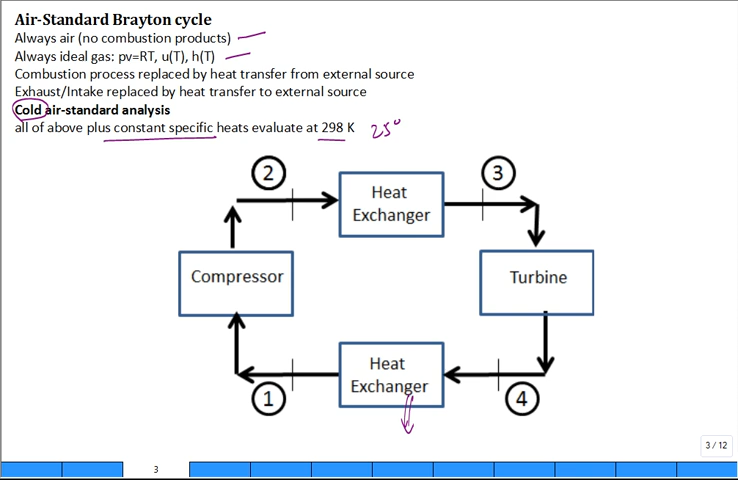 Air-Standard Brayton cycle
Always air (no combustion products)
Always ideal gas: pv=RT, u(T), h(T)
Combustion process replaced by heat transfer from external source
Exhaust/Intake replaced by heat transfer to external source
Cold air-standard analysis
all of above plus constant specific heats evaluate at 298 K 25°
2
3
Heat
Exchanger
Compressor
Turbine
Heat
Exchanger
1
4
3 / 12
3